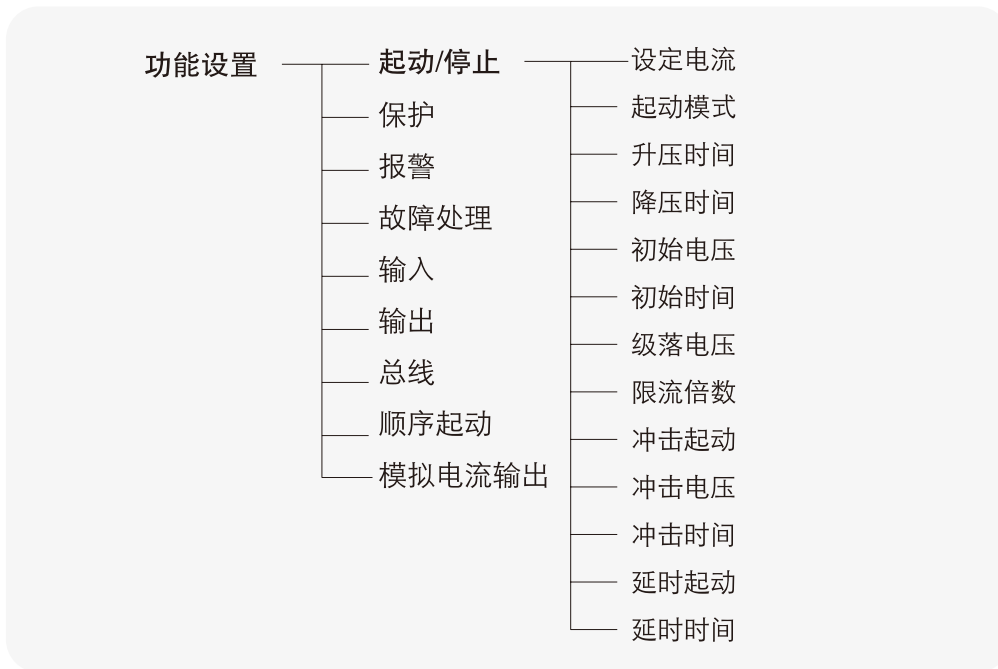 功能设置
起动/停止
保护
报警
故障处理
输入
输出
总线
顺序起动
模拟电流输出
设定电流
起动模式
升压时间
降压时间
初始电压
初始时间
级落电压
限流倍数
冲击起动
冲击电压
冲击时间
延时起动
延时时间